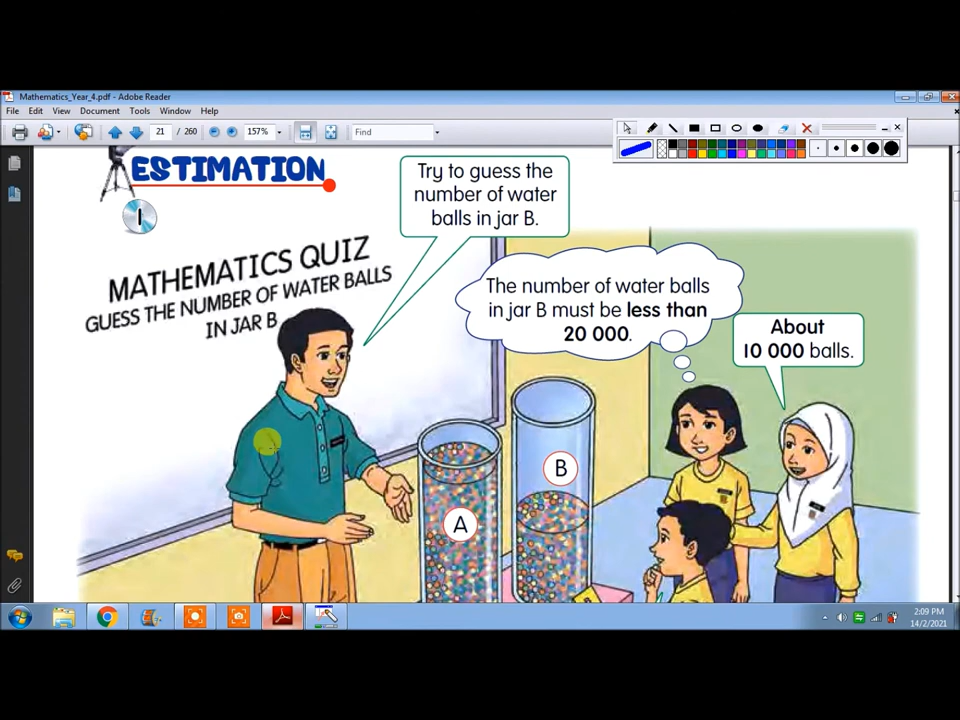 Mathematics_Year_4.pdf - Adobe Reader
File Edit View Document Tools Window Help
21 / 260 157% Find
ESTIMATION
1
Try to guess the
number of water
balls in jar B.
MATHEMATICS QUIZ
GUESS THE NUMBER OF WATER BALLS
IN JAR B
The number of water balls
in jar B must be less than
20 000.
About
10 000 balls.
A
B
2:09 PM
14/2/2021